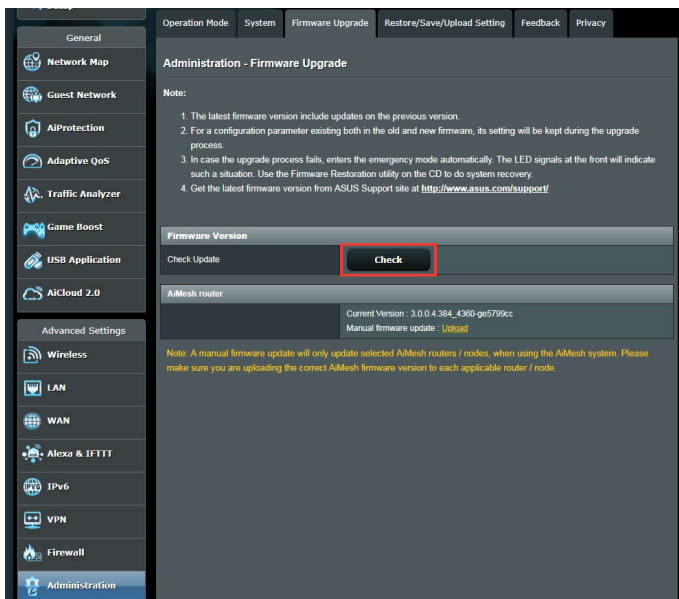 Setup
General
Network Map
Guest Network
AiProtection
Adaptive QoS
Traffic Analyzer
Game Boost
USB Application
AiCloud 2.0
Advanced Settings
Wireless
LAN
WAN
Alexa & IFTTT
IPv6
VPN
Firewall
Administration
Operation Mode System Firmware Upgrade Restore/Save/Upload Setting Feedback Privacy
Administration - Firmware Upgrade
Note:
1. The latest firmware version include updates on the previous version.
2. For a configuration parameter existing both in the old and new firmware, its setting will be kept during the upgrade
process.
3. In case the upgrade process fails, enters the emergency mode automatically. The LED signals at the front will indicate
such a situation. Use the Firmware Restoration utility on the CD to do system recovery.
4. Get the latest firmware version from ASUS Support site at http://www.asus.com/support/
Firmware Version
Check Update Check
AiMesh router
Current Version : 3.0.0.4.384_4360-ge5799cc
Manual firmware update : Upload
Note: A manual firmware update will only update selected AiMesh routers / nodes, when using the AiMesh system. Please
make sure you are uploading the correct AiMesh firmware version to each applicable router / node.